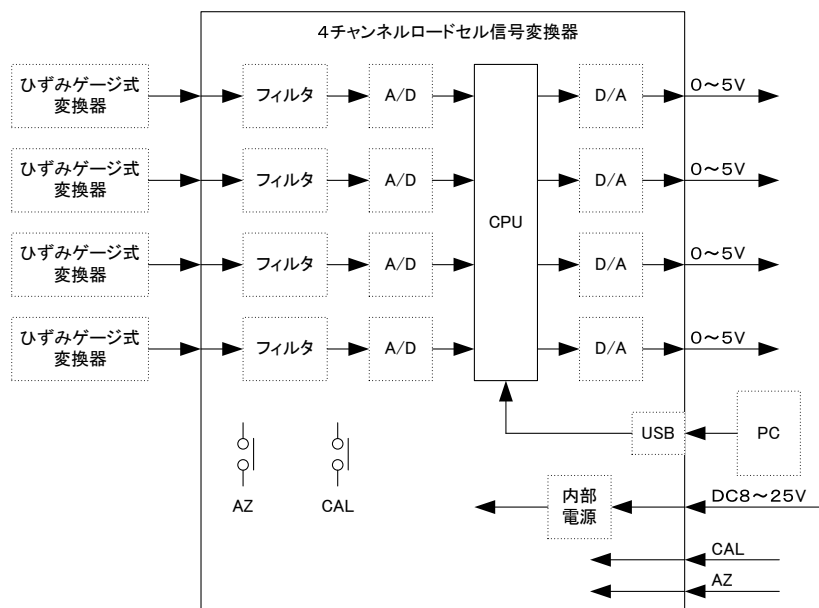 4チャンネルロードセル信号変換器
ひずみゲージ式
変換器
フィルタ
A/D
D/A
0～5V
ひずみゲージ式
変換器
フィルタ
A/D
D/A
0～5V
CPU
ひずみゲージ式
変換器
フィルタ
A/D
D/A
0～5V
ひずみゲージ式
変換器
フィルタ
A/D
D/A
0～5V
USB
PC
AZ
CAL
内部
電源
DC8～25V
CAL
AZ